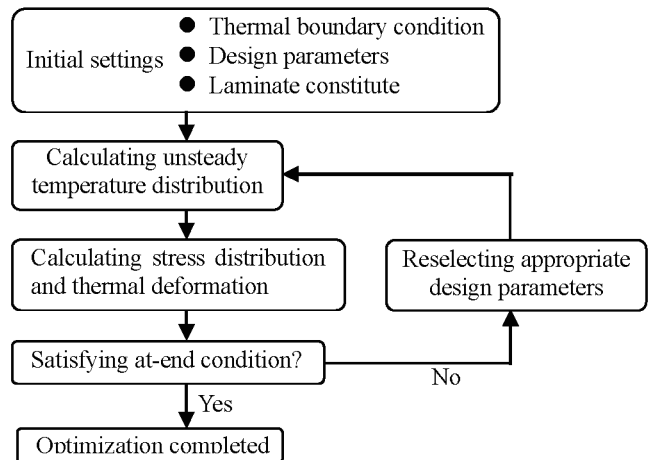 Thermal boundary condition
Initial settings
Design parameters
Laminate constitute
Calculating unsteady
temperature distribution
Calculating stress distribution
and thermal deformation
Reselecting appropriate
design parameters
Satisfying at-end condition?
No
Yes
Optimization completed